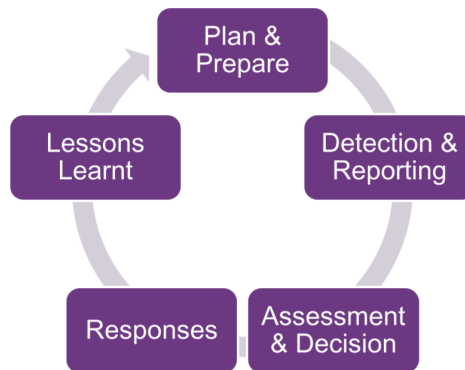 Plan &
Prepare
Detection &
Reporting
Assessment
& Decision
Responses
Lessons
Learnt